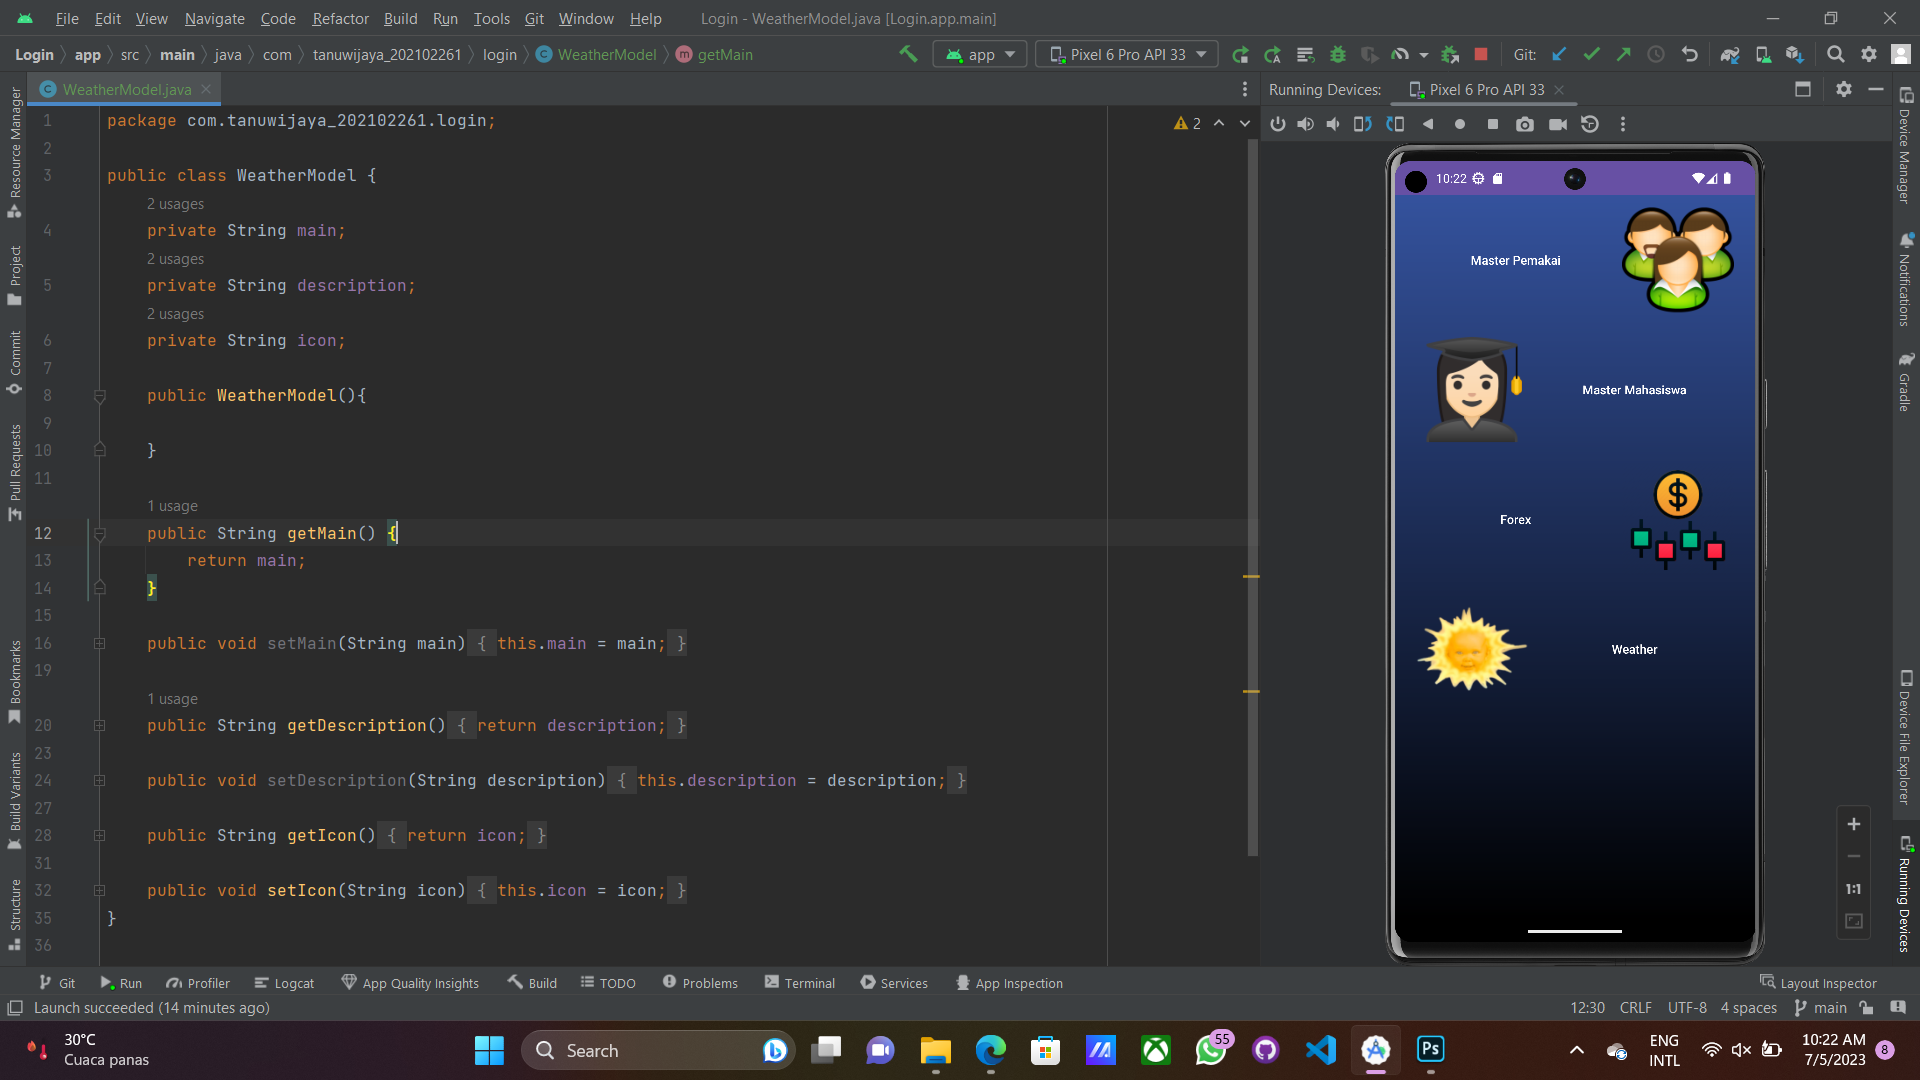 File Edit View Navigate Code Refactor Build Run Tools Git Window Help Login - WeatherModel.java [Login.app.main]
Login app src main java com tanuwijaya_202102261 login WeatherModel getMain app Pixel 6 Pro API 33 Git:
WeatherModel.java Running Devices: Pixel 6 Pro API 33
1 package com.tanuwijaya_202102261.login; 2
2
3 public class WeatherModel {
2 usages
4 private String main;
2 usages
5 private String description;
2 usages
6 private String icon;
7
8 public WeatherModel(){
9
10 }
11
1 usage
12 public String getMain() {
13 return main;
14 }
15
16 public void setMain(String main) { this.main = main; }
19
1 usage
20 public String getDescription() { return description; }
23
24 public void setDescription(String description) { this.description = description; }
27
28 public String getIcon() { return icon; }
31
32 public void setIcon(String icon) { this.icon = icon; }
35 }
36
Resource Manager
Project
Commit
Pull Requests
Bookmarks
Build Variants
Structure
10:22
Master Pemakai
Master Mahasiswa
$
Forex
Weather
1:1
Device Manager
Notifications
Gradle
Device File Explorer
Running Devices
Git Run Profiler Logcat App Quality Insights Build TODO Problems Terminal Services App Inspection Layout Inspector
Launch succeeded (14 minutes ago) 12:30 CRLF UTF-8 4 spaces main
30°C
Cuaca panas
Search
55
Ps
ENG
INTL
10:22 AM
7/5/2023
8